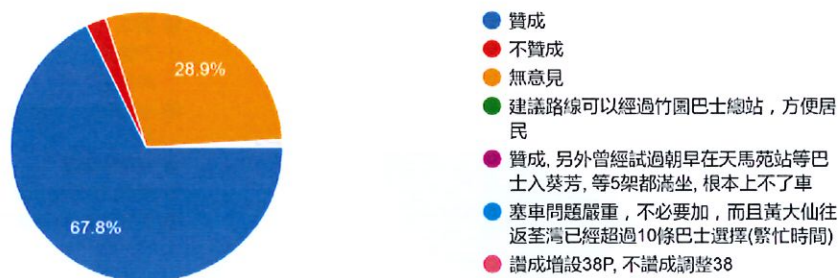 28.9%
67.8%
贊成
不贊成
無意見
建議路線可以經過竹園巴士總站，方便居
民
贊成, 另外曾經試過朝早在天馬苑站等巴
士入葵芳, 等5架都滿坐, 根本上不了車
塞車問題嚴重，不必要加，而且黃大仙往
返荃灣已經超過10條巴士選擇(繁忙時間)
讃成增設38P, 不讃成調整38